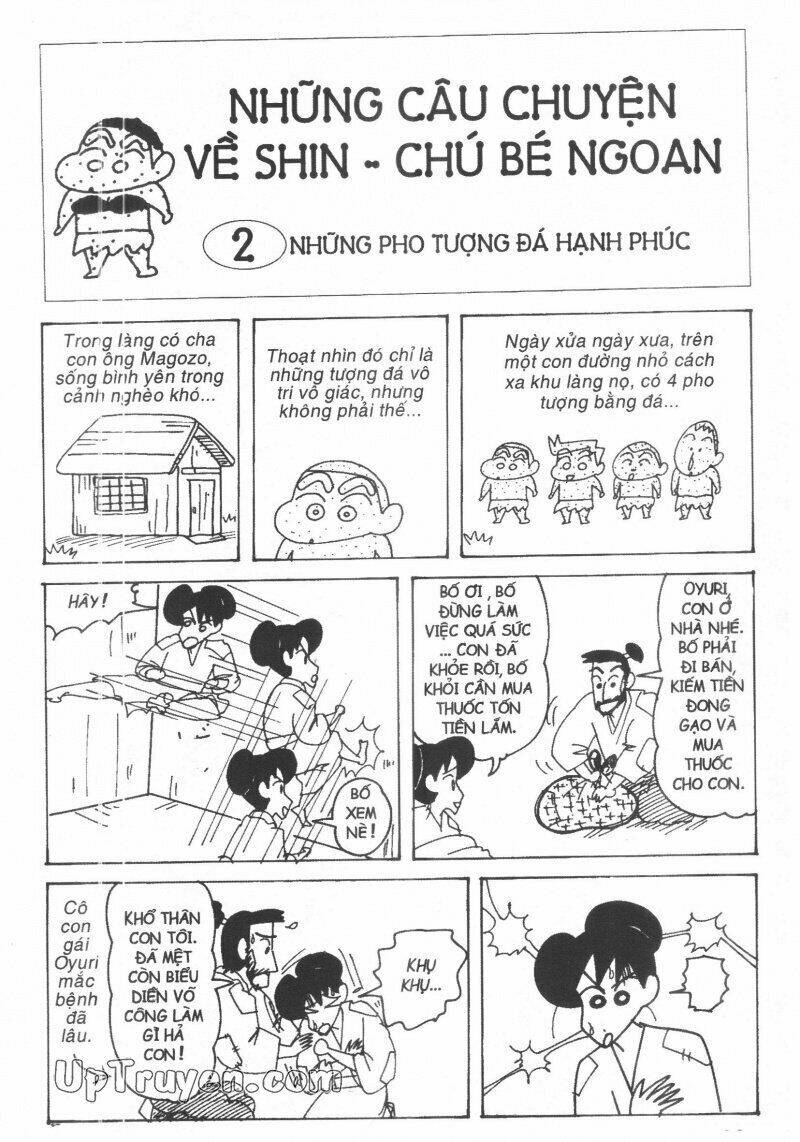 NHỮNG CÂU CHUYỆN
VỀ SHIN - CHÚ BÉ NGOAN
2 NHỮNG PHO TƯỢNG ĐÁ HẠNH PHÚC
Ngày xửa ngày xưa, trên
một con đường nhỏ cách
xa khu làng nọ, có 4 pho
tượng bằng đá...
Thoạt nhìn đó chỉ là
những tượng đá vô
tri vô giác, nhưng
không phải thế...
Trong làng có cha
con ông Magozo,
sống bình yên trong
cảnh nghèo khó...
OYURI,
CON Ở
NHÀ NHÉ.
BỐ PHẢI
ĐI BÁN,
KIẾM TIỀN
ĐONG
GẠO VÀ
MUA
THUỐC
CHO CON.
BỐ ƠI, BỐ
ĐỪNG LÀM
VIỆC QUÁ SỨC
... CON ĐÃ
KHỎE RỒI, BỐ
KHỎI CẦN MUA
THUỐC TỐN
TIỀN LẮM.
BỐ
XEM
NÈ!
HÂY!
KHỤ
KHỤ...
KHỔ THÂN
CON TÔI.
ĐÃ MỆT
CÒN BIỂU
DIỄN VÕ
CÔNG LÀM
GÌ HẢ
CON!
Cô
con
gái
Oyuri
mắc
bệnh
đã
lâu.
UpTruyen.com